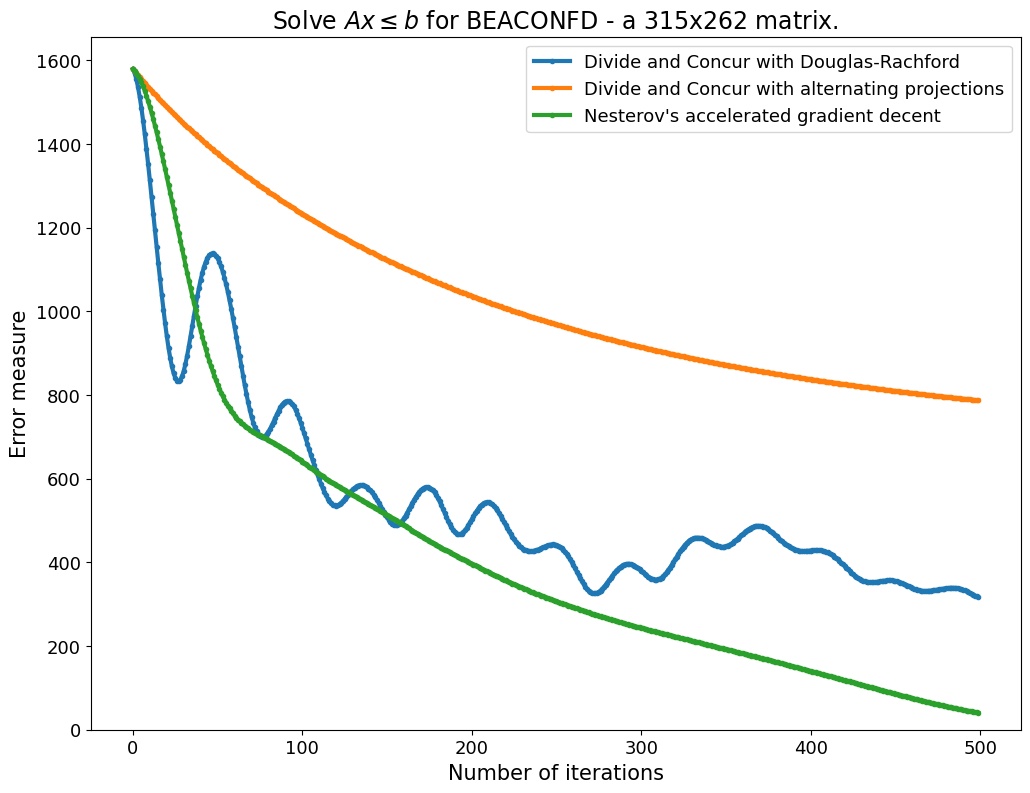 Solve Ax ≤ b for BEACONFD - a 315x262 matrix.
Divide and Concur with Douglas-Rachford
Divide and Concur with alternating projections
Nesterov's accelerated gradient decent
Error measure
1600
1400
1200
1000
800
600
400
200
0
0 100 200 300 400 500
Number of iterations